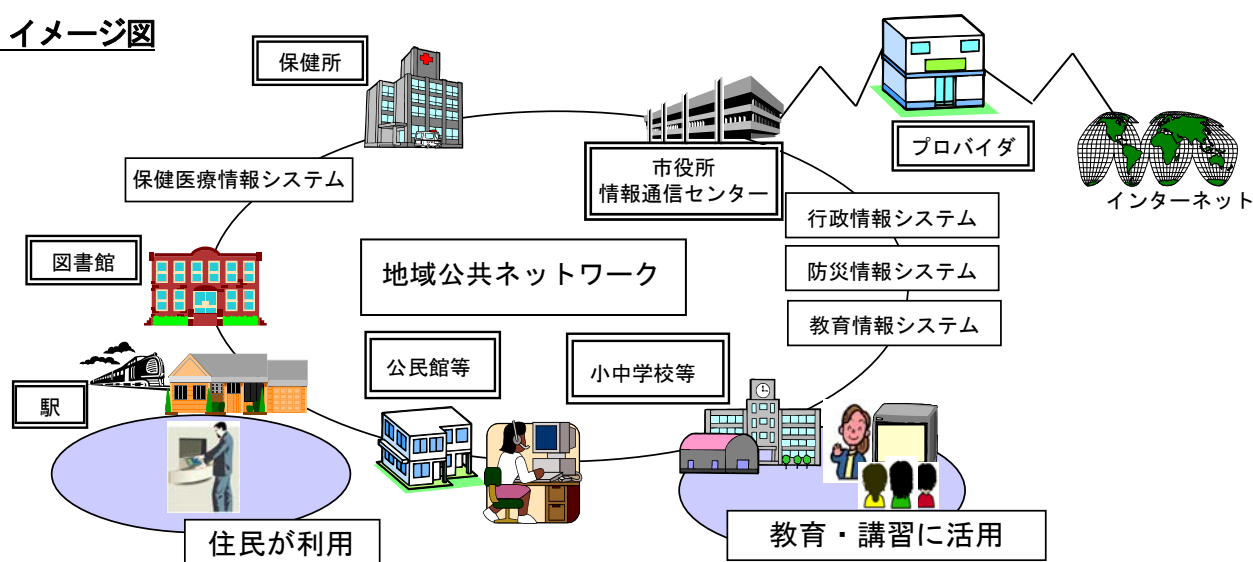 イメージ図
保健所
プロバイダ
市役所
情報通信センター
インターネット
保健医療情報システム
行政情報システム
図書館
地域公共ネットワーク
防災情報システム
教育情報システム
公民館等
小中学校等
駅
住民が利用
教育・講習に活用